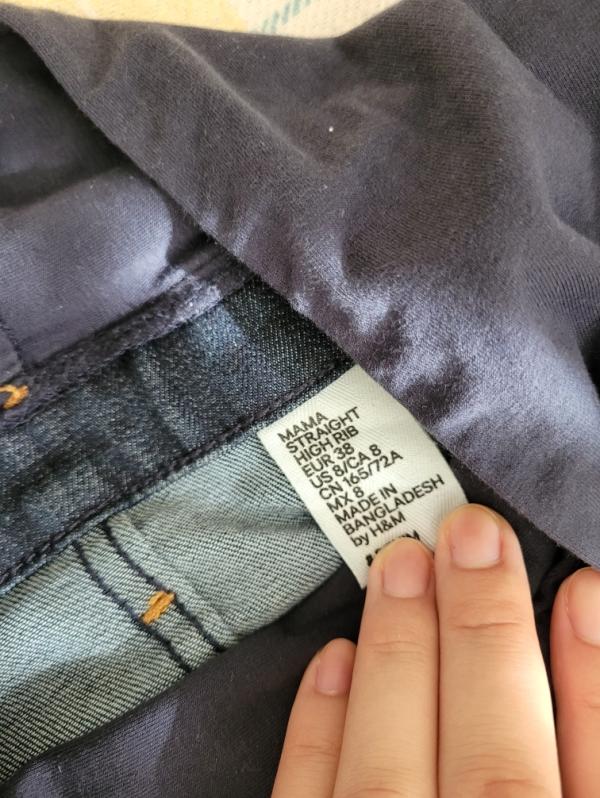 MAMA
STRAIGHT
HIGH RIB
EUR 38
US 8/CA 8
CN 165/72A
MX 8
MADE IN
BANGLADESH
by H&M